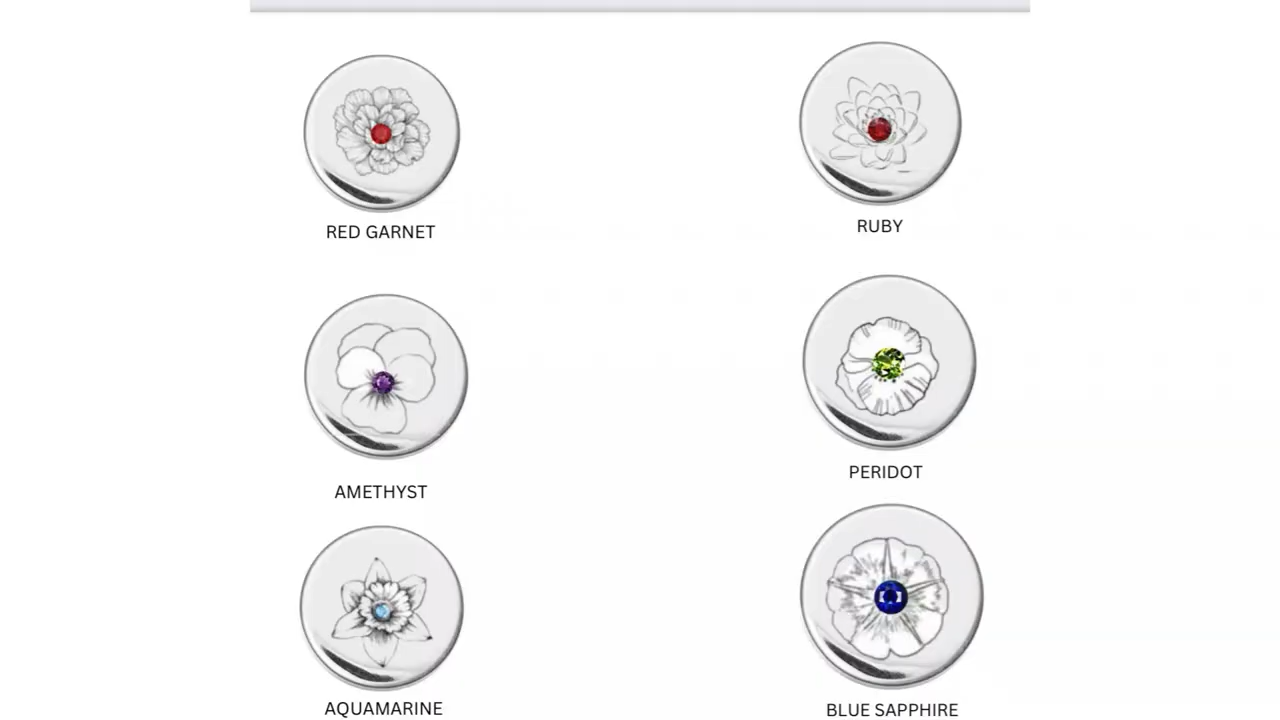 RED GARNET
RUBY
AMETHYST
PERIDOT
AQUAMARINE
BLUE SAPPHIRE